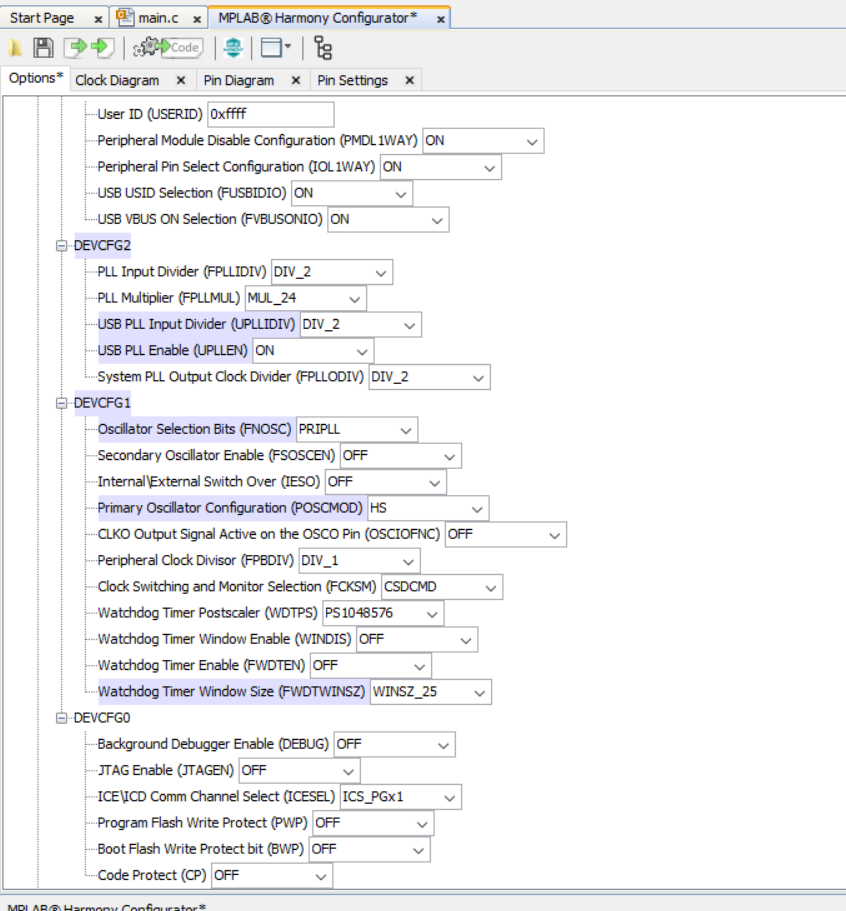 Start Page x main.c x MPLAB® Harmony Configurator* x
Code
Options* Clock Diagram x Pin Diagram x Pin Settings x
User ID (USERID) 0xffff
Peripheral Module Disable Configuration (PMDL1WAY) ON
Peripheral Pin Select Configuration (IOL1WAY) ON
USB USID Selection (FUSBIDIO) ON
USB VBUS ON Selection (FVBUSONIO) ON
DEVCFG2
PLL Input Divider (FPLLIDIV) DIV_2
PLL Multiplier (FPLLMUL) MUL_24
USB PLL Input Divider (UPLLIDIV) DIV_2
USB PLL Enable (UPLLEN) ON
System PLL Output Clock Divider (FPLLODIV) DIV_2
DEVCFG1
Oscillator Selection Bits (FNOSC) PRIPLL
Secondary Oscillator Enable (FSOSCEN) OFF
Internal\External Switch Over (IESO) OFF
Primary Oscillator Configuration (POSCMOD) HS
CLKO Output Signal Active on the OSCO Pin (OSCIOFNC) OFF
Peripheral Clock Divisor (FPBDIV) DIV_1
Clock Switching and Monitor Selection (FCKSM) CSDCMD
Watchdog Timer Postscaler (WDTPS) PS1048576
Watchdog Timer Window Enable (WINDIS) OFF
Watchdog Timer Enable (FWDTEN) OFF
Watchdog Timer Window Size (FWDTWINSZ) WINSZ_25
DEVCFG0
Background Debugger Enable (DEBUG) OFF
JTAG Enable (JTAGEN) OFF
ICE\ICD Comm Channel Select (ICESEL) ICS_PGx1
Program Flash Write Protect (PWP) OFF
Boot Flash Write Protect bit (BWP) OFF
Code Protect (CP) OFF
MPLAB® Harmony Configurator*